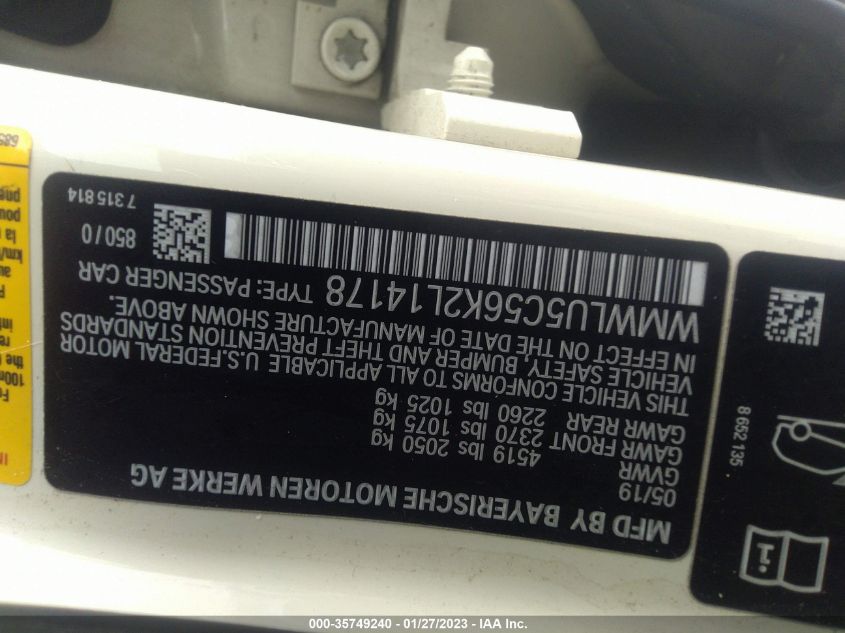 MFD BY BAYERISCHE MOTOREN WERKE AG
05/19
GVWR
4519 lbs 2050 kg
GAWR FRONT 2370 lbs 1075 kg
GAWR REAR 2260 lbs 1025 kg
THIS VEHICLE CONFORMS TO ALL APPLICABLE U.S.FEDERAL MOTOR
VEHICLE SAFETY, BUMPER AND THEFT PREVENTION STANDARDS
IN EFFECT ON THE DATE OF MANUFACTURE SHOWN ABOVE.
WMWLU5C56K2L14178 TYPE: PASSENGER CAR
850 / 0
7 315 814
8 652 135
000-35749240 - 01/27/2023 - IAA Inc.